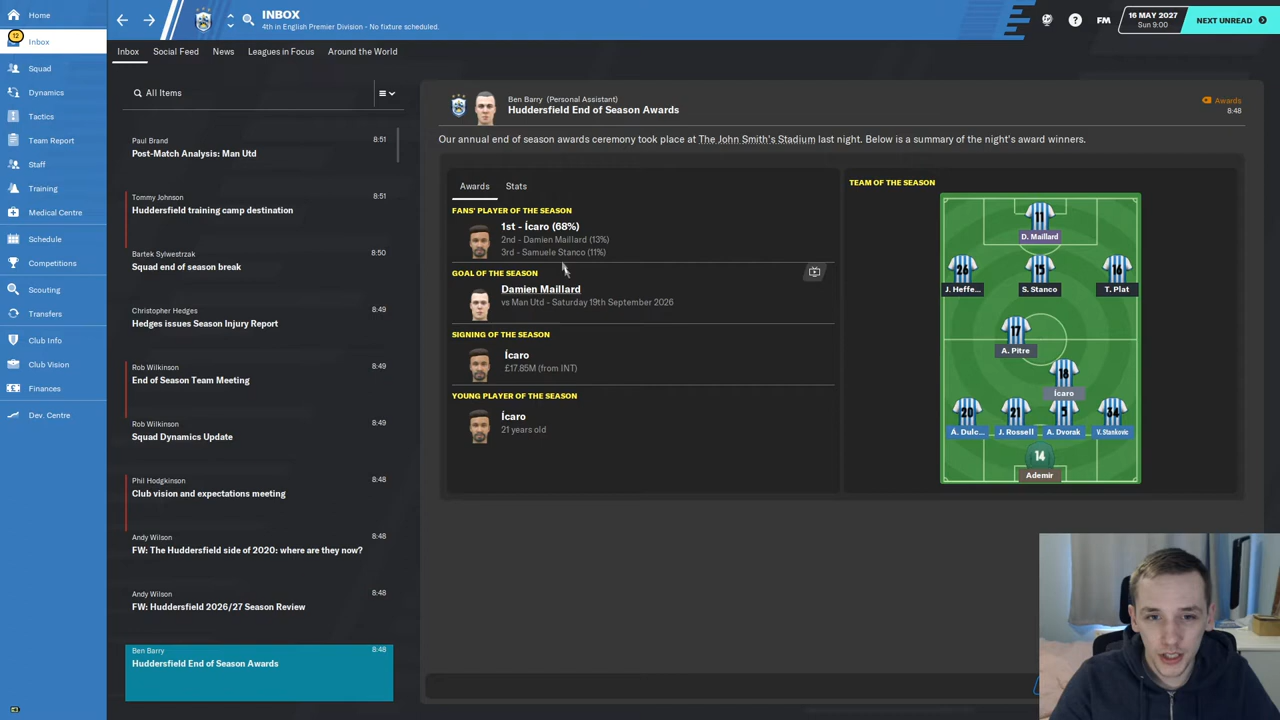 Home
12
Inbox
Squad
Dynamics
Tactics
Team Report
Staff
Training
Medical Centre
Schedule
Competitions
Scouting
Transfers
Club Info
Club Vision
Finances
Dev. Centre
INBOX
4th in English Premier Division - No fixture scheduled.
FM
16 MAY 2027
Sun 9:00
NEXT UNREAD
Inbox
Social Feed
News
Leagues in Focus
Around the World
All Items
Paul Brand
8:51
Post-Match Analysis: Man Utd
Tommy Johnson
8:51
Huddersfield training camp destination
Bartek Sylwestrzak
8:50
Squad end of season break
Christopher Hedges
8:49
Hedges issues Season Injury Report
Rob Wilkinson
8:49
End of Season Team Meeting
Rob Wilkinson
8:49
Squad Dynamics Update
Phil Hodgkinson
8:48
Club vision and expectations meeting
Andy Wilson
8:48
FW: The Huddersfield side of 2020: where are they now?
Andy Wilson
8:48
FW: Huddersfield 2026/27 Season Review
Ben Barry
8:48
Huddersfield End of Season Awards
Ben Barry (Personal Assistant)
Huddersfield End of Season Awards
Awards
8:48
Our annual end of season awards ceremony took place at The John Smith's Stadium last night. Below is a summary of the night's award winners.
Awards
Stats
FANS' PLAYER OF THE SEASON
1st - Ícaro (68%)
2nd - Damien Maillard (13%)
3rd - Samuele Stanco (11%)
GOAL OF THE SEASON
Damien Maillard
vs Man Utd - Saturday 19th September 2026
SIGNING OF THE SEASON
Ícaro
£17.85M (from INT)
YOUNG PLAYER OF THE SEASON
Ícaro
21 years old
TEAM OF THE SEASON
11
D. Maillard
26
15
16
J. Heffe...
S. Stanco
T. Plat
17
A. Pitre
18
Ícaro
20
21
5
34
A. Dulc...
J. Rossell
A. Dvorak
V. Stankovic
14
Ademir